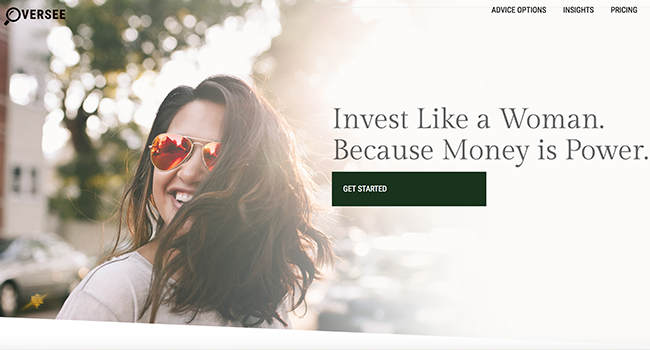 OVERSEE
ADVICE OPTIONS INSIGHTS PRICING
Invest Like a Woman.
Because Money is Power.
GET STARTED